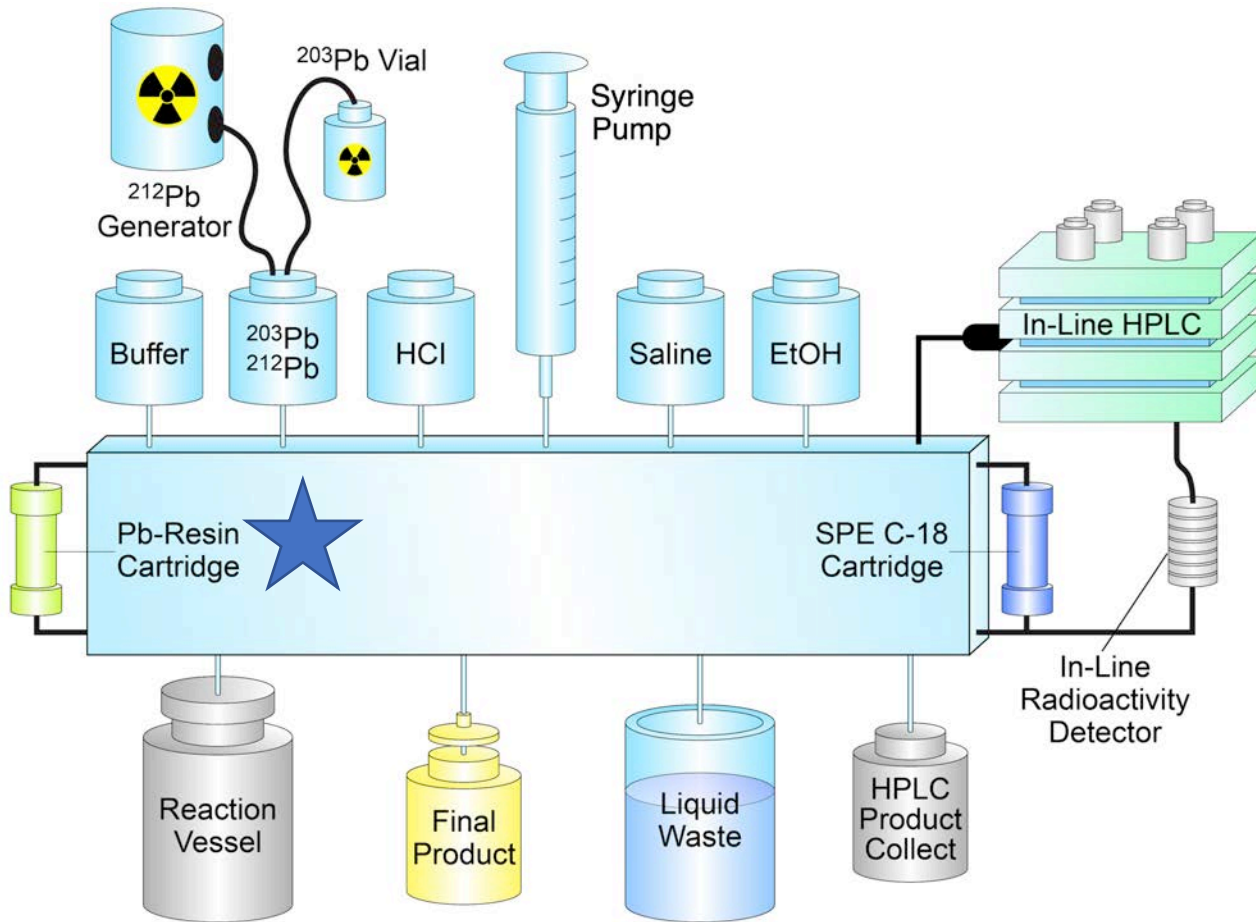 ²⁰³Pb Vial
²¹²Pb
Generator
Syringe
Pump
Buffer
²⁰³Pb
²¹²Pb
HCl
Saline
EtOH
In-Line HPLC
Pb-Resin
Cartridge
SPE C-18
Cartridge
In-Line
Radioactivity
Detector
Reaction
Vessel
Final
Product
Liquid
Waste
HPLC
Product
Collect